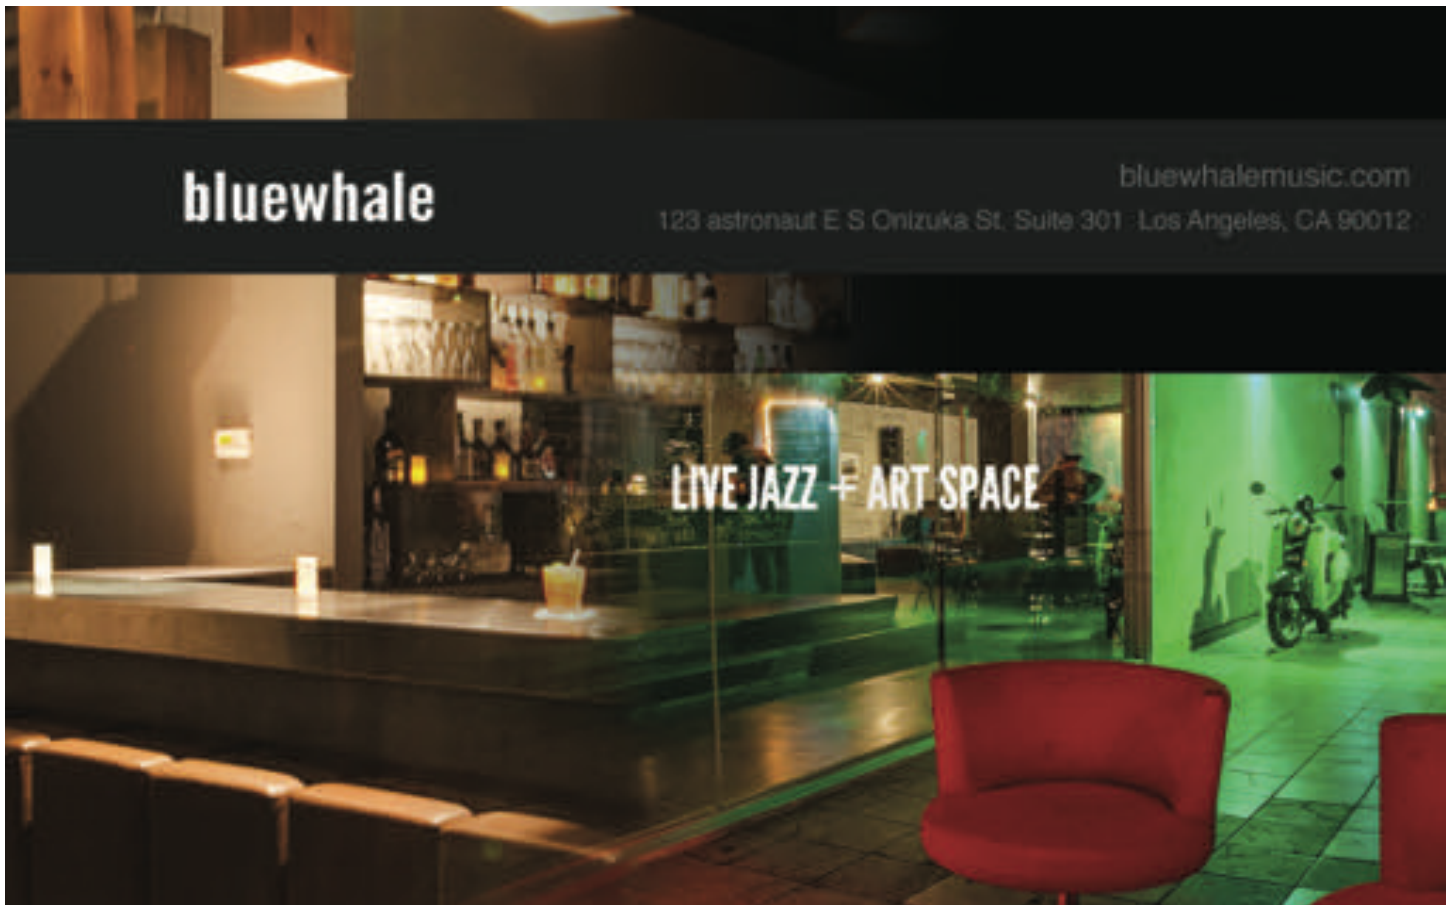 bluewhale
bluewhalemusic.com
123 astronaut E S Onizuka St. Suite 301 Los Angeles, CA 90012
LIVE JAZZ + ART SPACE